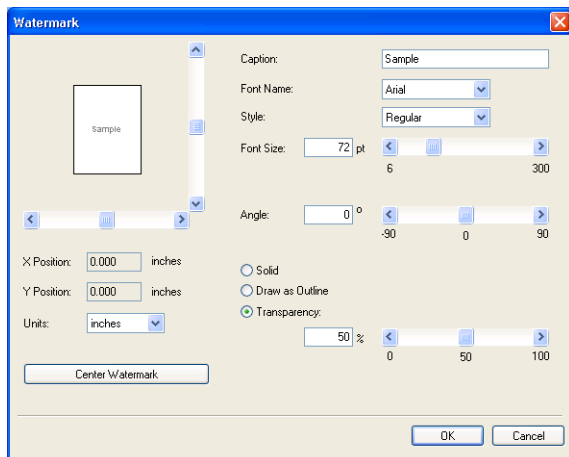 Watermark
Sample
X Position: 0.000 inches
Y Position: 0.000 inches
Units: inches
Center Watermark
Caption: Sample
Font Name: Arial
Style: Regular
Font Size: 72 pt
6 300
Angle: 0 °
-90 0 90
Solid
Draw as Outline
Transparency:
50 %
0 50 100
OK Cancel